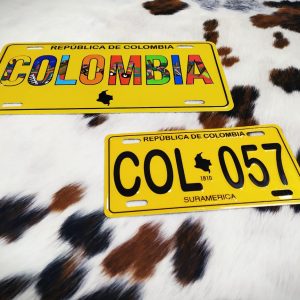 REPÚBLICA DE COLOMBIA
COLOMBIA
REPÚBLICA DE COLOMBIA
COL 057
1810
SURAMERICA